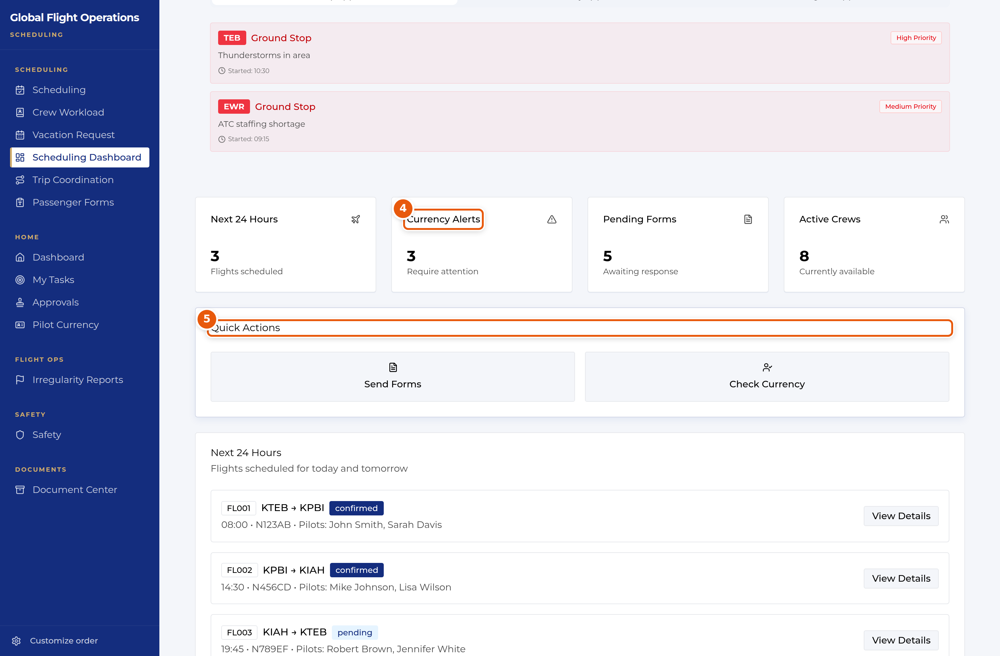 Global Flight Operations
SCHEDULING
SCHEDULING
Scheduling
Crew Workload
Vacation Request
Scheduling Dashboard
Trip Coordination
Passenger Forms
HOME
Dashboard
My Tasks
Approvals
Pilot Currency
FLIGHT OPS
Irregularity Reports
SAFETY
Safety
DOCUMENTS
Document Center
Customize order
TEB Ground Stop High Priority
Thunderstorms in area
Started: 10:30
EWR Ground Stop Medium Priority
ATC staffing shortage
Started: 09:15
Next 24 Hours
3
Flights scheduled
4
Currency Alerts
3
Require attention
Pending Forms
5
Awaiting response
Active Crews
8
Currently available
5
Quick Actions
Send Forms
Check Currency
Next 24 Hours
Flights scheduled for today and tomorrow
FL001 KTEB → KPBI confirmed
08:00 • N123AB • Pilots: John Smith, Sarah Davis
View Details
FL002 KPBI → KIAH confirmed
14:30 • N456CD • Pilots: Mike Johnson, Lisa Wilson
View Details
FL003 KIAH → KTEB pending
19:45 • N789EF • Pilots: Robert Brown, Jennifer White
View Details